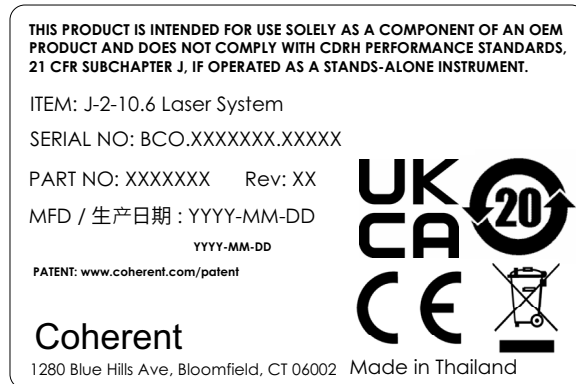 THIS PRODUCT IS INTENDED FOR USE SOLELY AS A COMPONENT OF AN OEM
PRODUCT AND DOES NOT COMPLY WITH CDRH PERFORMANCE STANDARDS,
21 CFR SUBCHAPTER J, IF OPERATED AS A STANDS-ALONE INSTRUMENT.
ITEM: J-2-10.6 Laser System
SERIAL NO: BCO.XXXXXXX.XXXXX
PART NO: XXXXXXX Rev: XX
MFD / 生产日期 : YYYY-MM-DD
YYYY-MM-DD
PATENT: www.coherent.com/patent
UK
CA
20
CE
Coherent
1280 Blue Hills Ave, Bloomfield, CT 06002 Made in Thailand